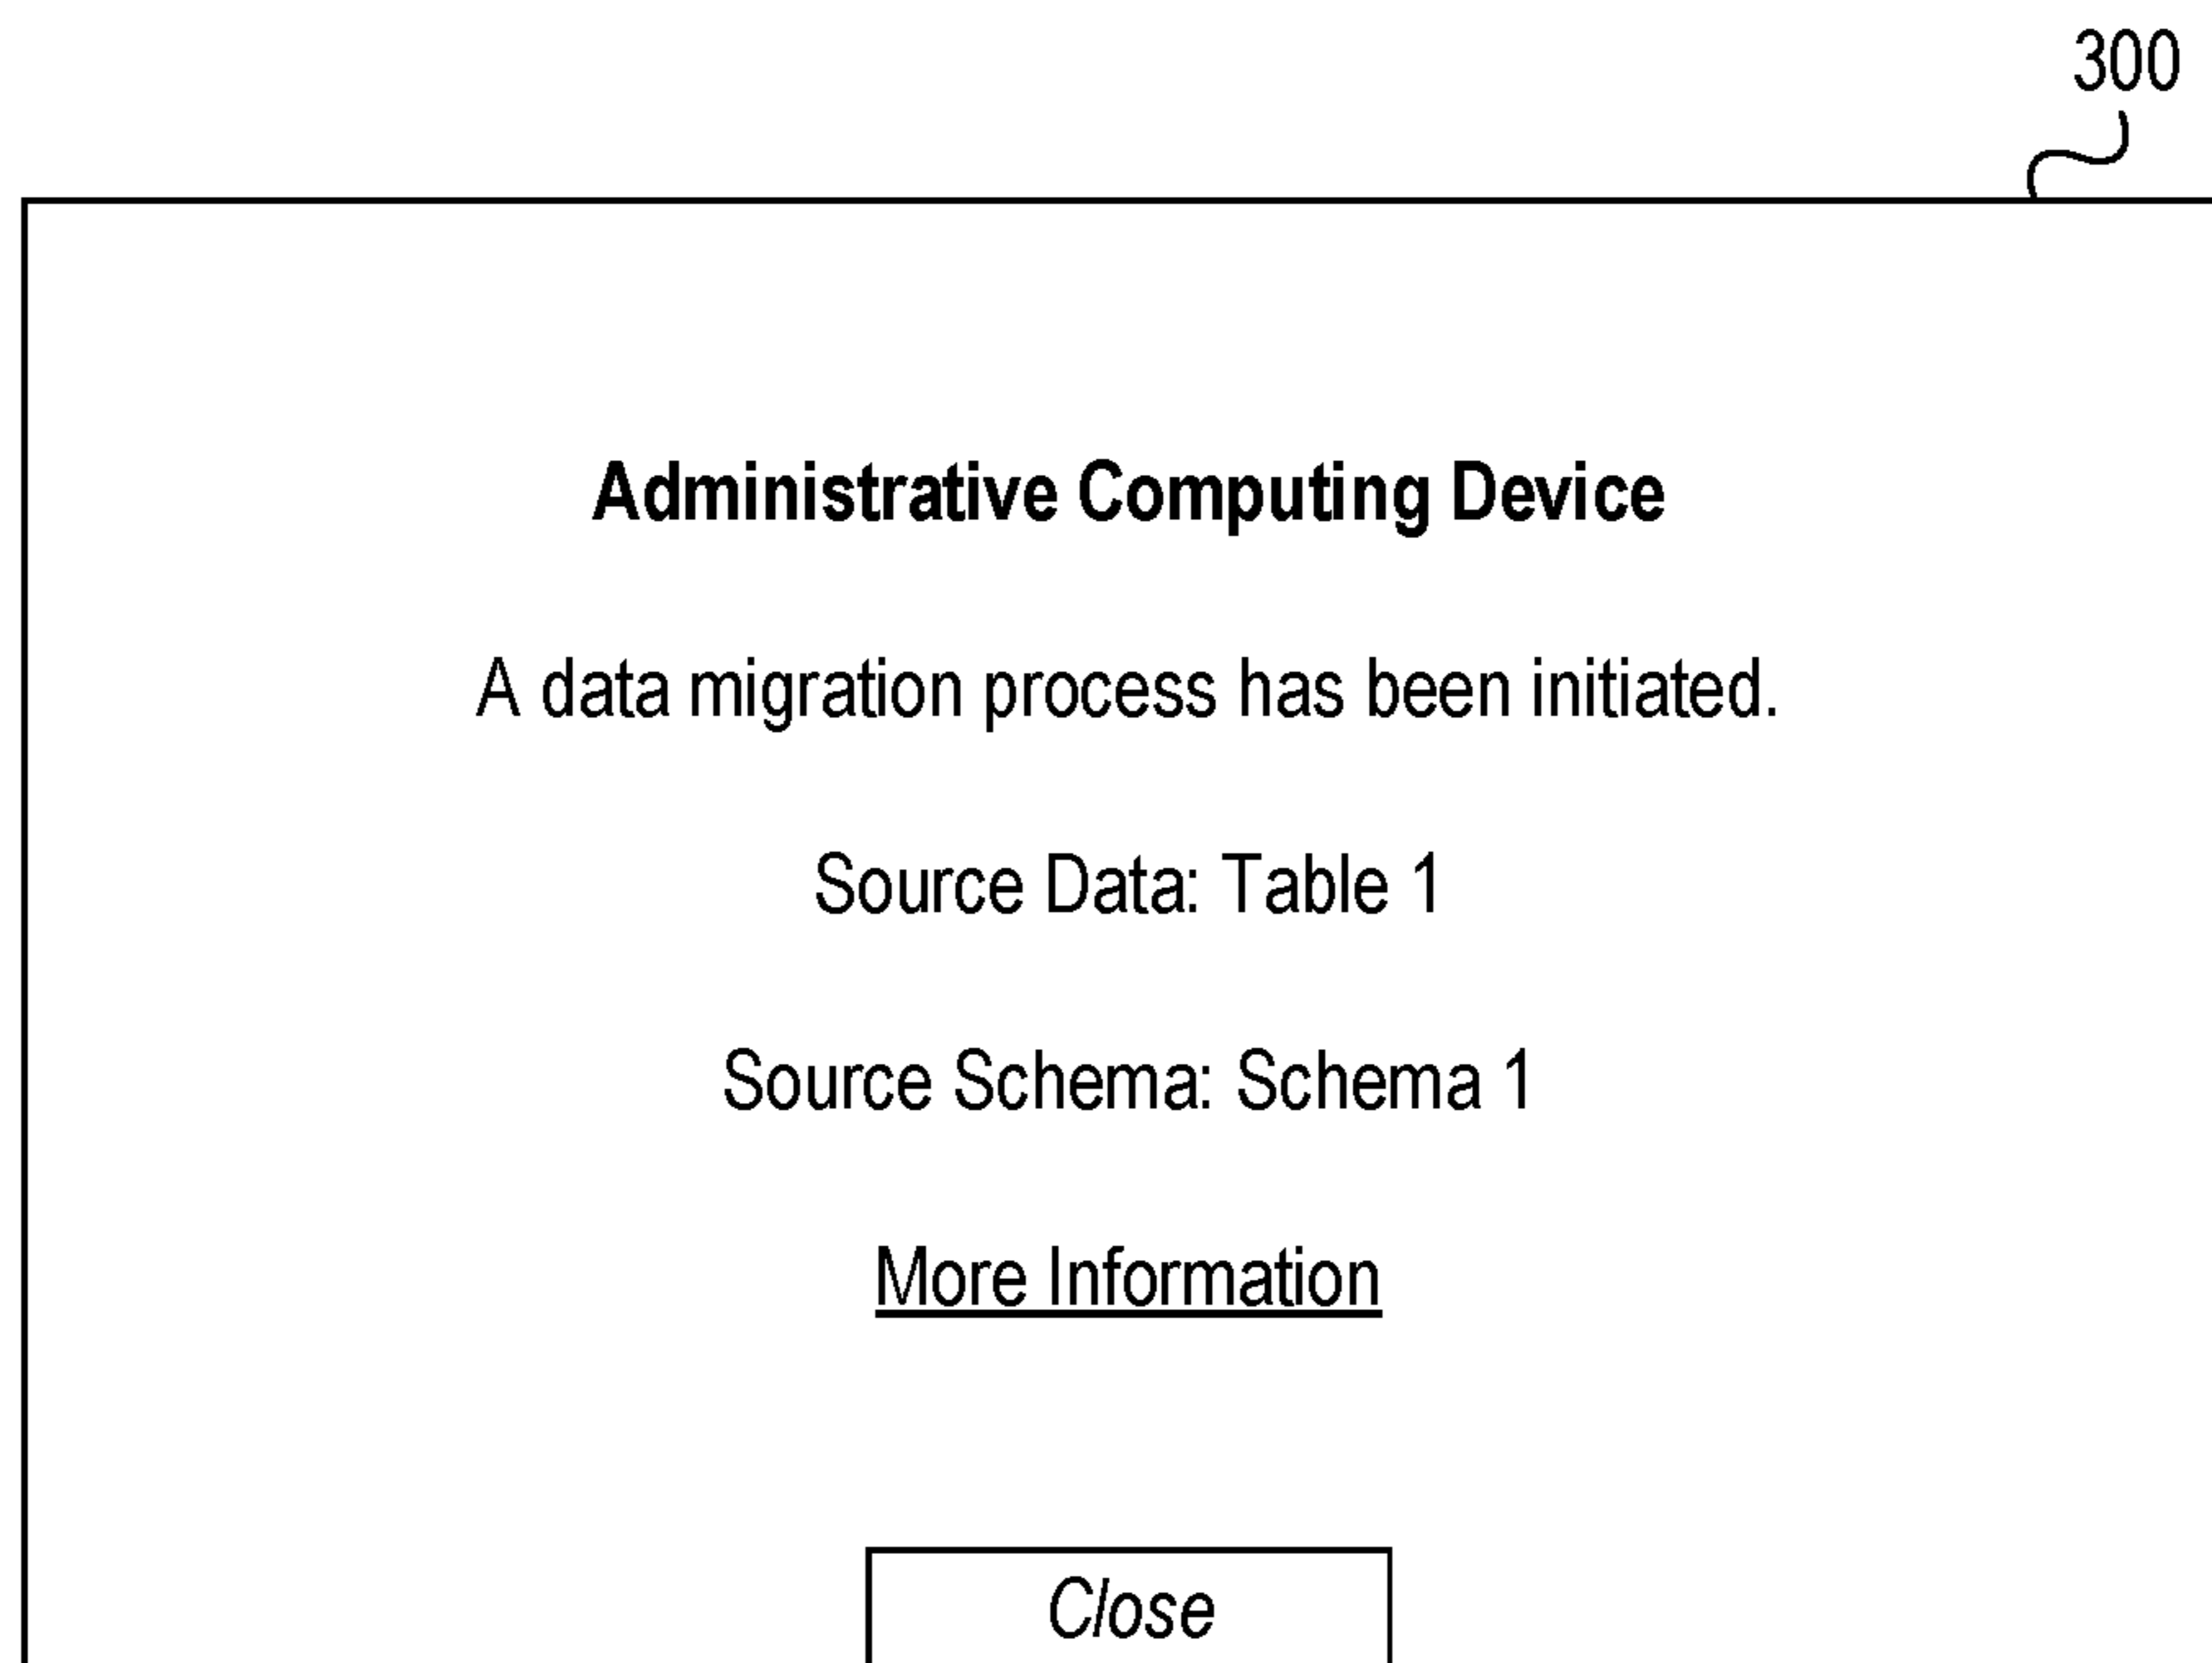 300
Administrative Computing Device
A data migration process has been initiated.
Source Data: Table 1
Source Schema: Schema 1
More Information
Close